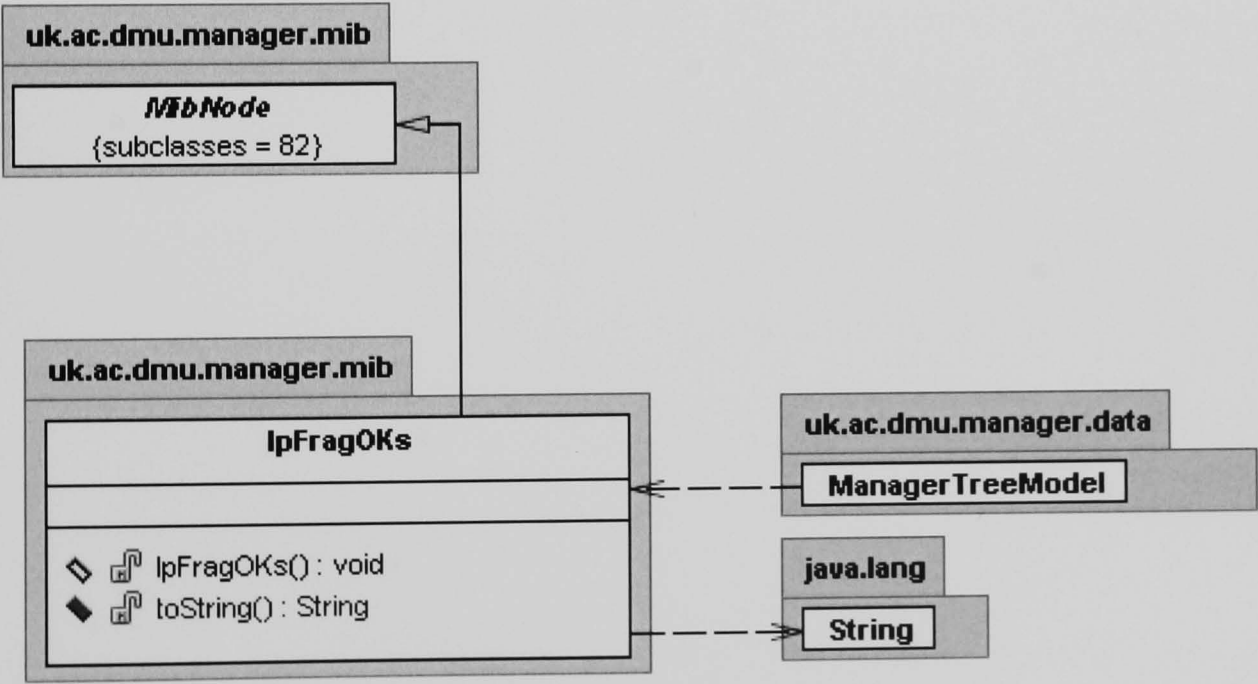 uk.ac.dmu.manager.mib
MibNode
{subclasses = 82}
uk.ac.dmu.manager.mib
IpFragOKs
IpFragOKs() : void
toString() : String
uk.ac.dmu.manager.data
ManagerTreeModel
java.lang
String